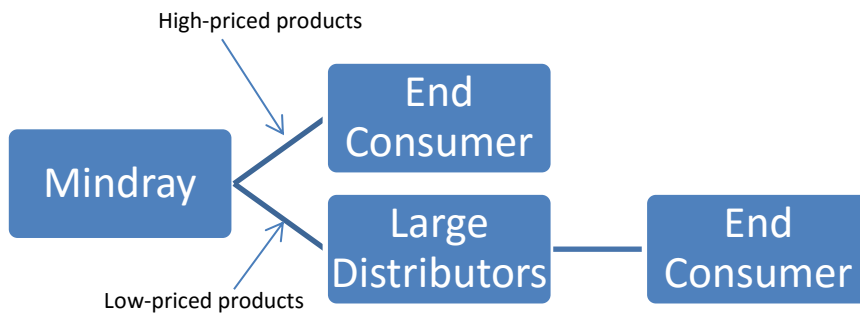 High-priced products
End
Consumer
Mindray
Large
Distributors
End
Consumer
Low-priced products